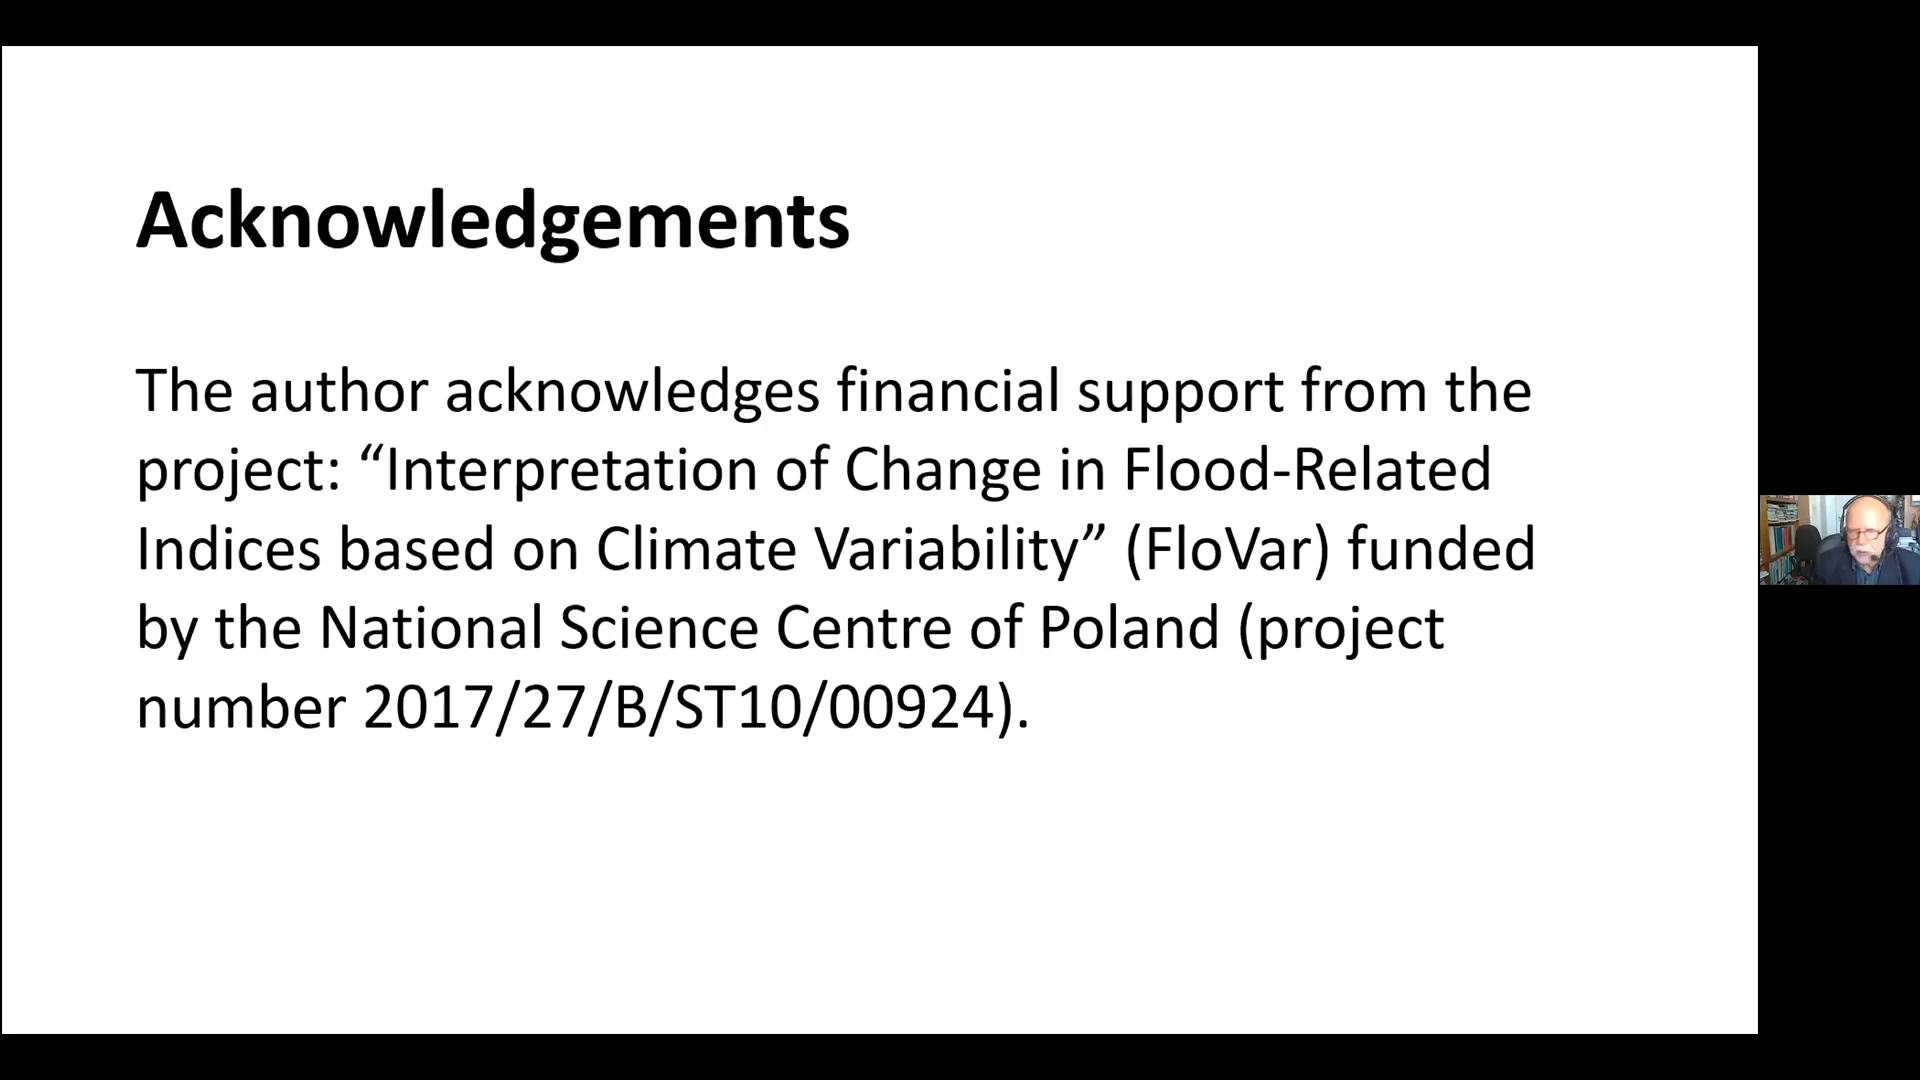 Acknowledgements
The author acknowledges financial support from the
project: “Interpretation of Change in Flood-Related
Indices based on Climate Variability” (FloVar) funded
by the National Science Centre of Poland (project
number 2017/27/B/ST10/00924).